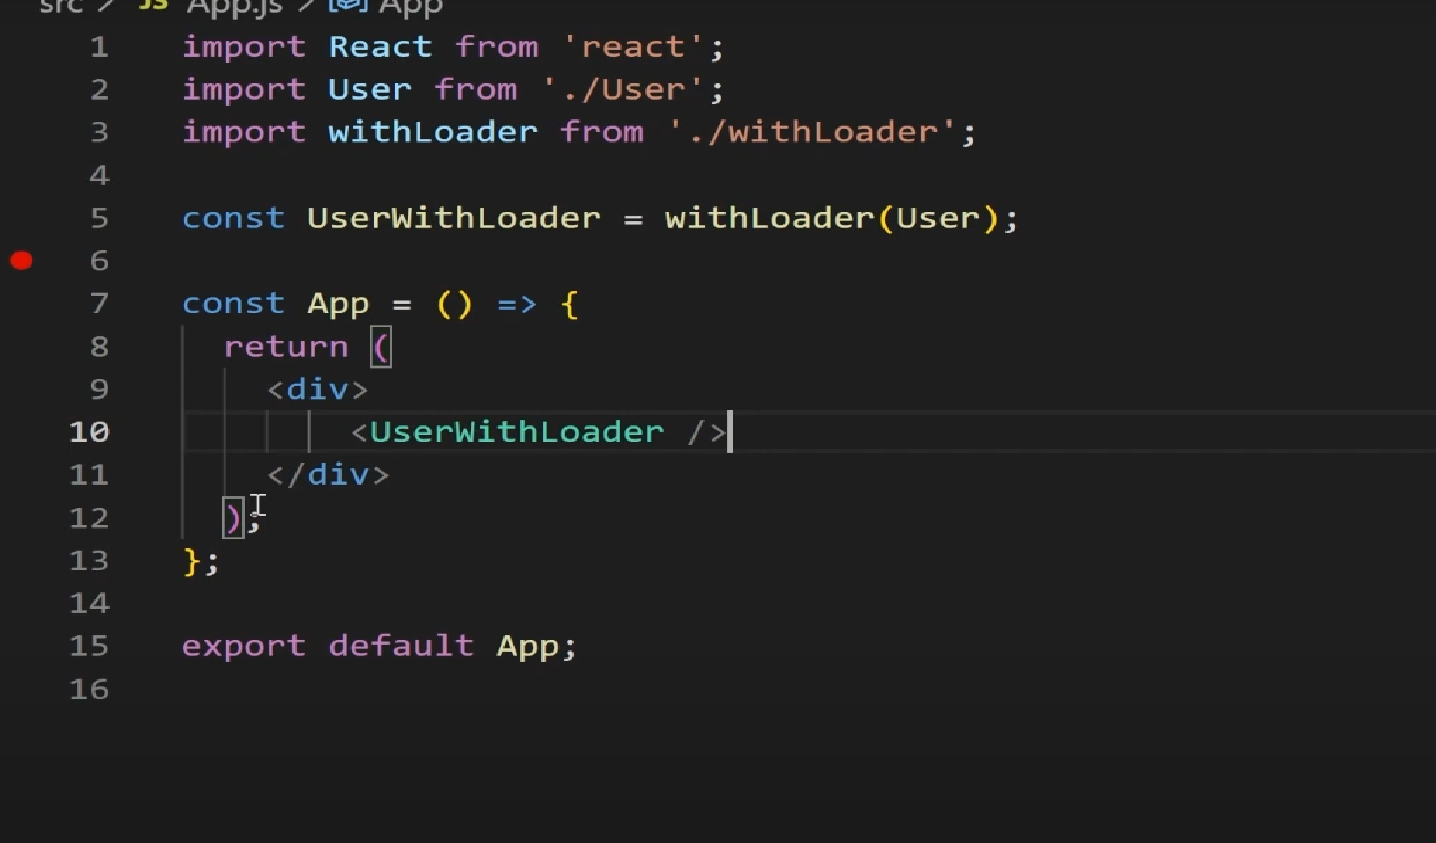 src > JS App.js > App
1 import React from 'react';
2 import User from './User';
3 import withLoader from './withLoader';
4
5 const UserWithLoader = withLoader(User);
6
7 const App = () => {
8   return (
9     <div>
10         <UserWithLoader />
11     </div>
12   );
13 };
14
15 export default App;
16